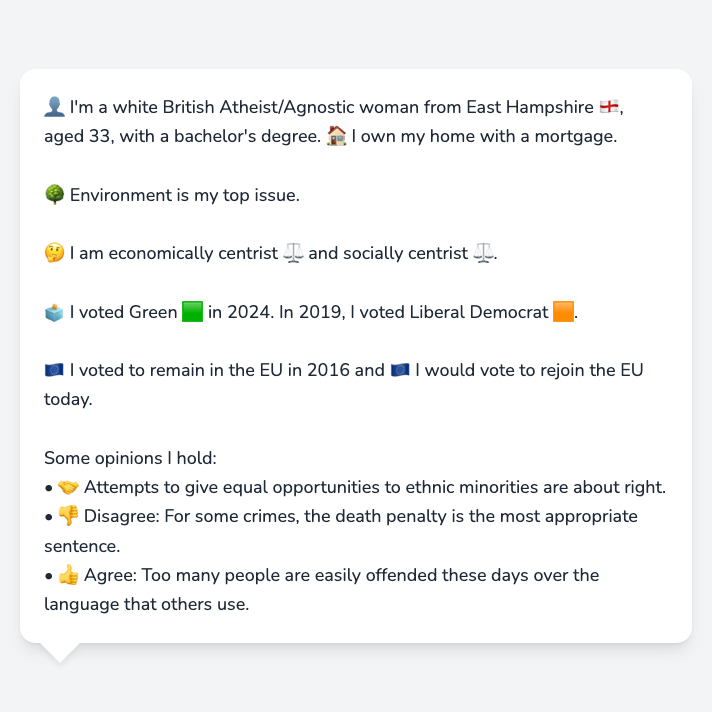 👤 I'm a white British Atheist/Agnostic woman from East Hampshire 🏴󠁧󠁢󠁥󠁮󠁧󠁿,
aged 33, with a bachelor's degree. 🏠 I own my home with a mortgage.
🌳 Environment is my top issue.
🤔 I am economically centrist ⚖️ and socially centrist ⚖️.
🗳️ I voted Green 🟩 in 2024. In 2019, I voted Liberal Democrat 🟧.
🇪🇺 I voted to remain in the EU in 2016 and 🇪🇺 I would vote to rejoin the EU
today.
Some opinions I hold:
• 🤝 Attempts to give equal opportunities to ethnic minorities are about right.
• 👎 Disagree: For some crimes, the death penalty is the most appropriate
sentence.
• 👍 Agree: Too many people are easily offended these days over the
language that others use.